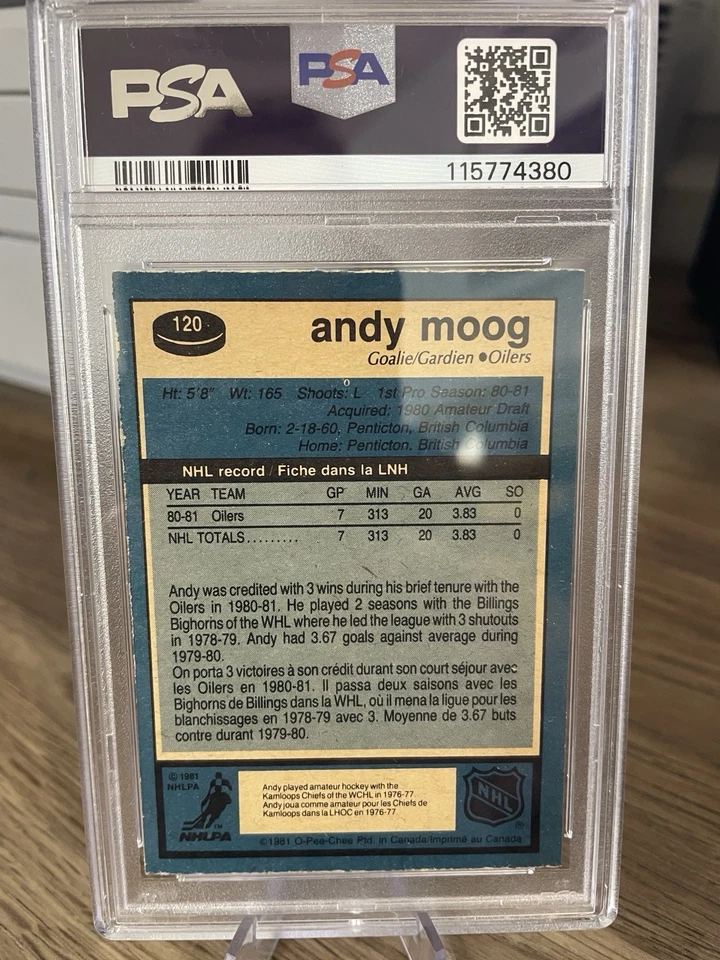 PSA PSA
115774380
120
andy moog
Goalie/Gardien ●Oilers
Ht: 5'8" Wt: 165 Shoots: L 1st Pro Season: 80-81
Acquired: 1980 Amateur Draft
Born: 2-18-60, Penticton, British Columbia
Home: Penticton, British Columbia
NHL record / Fiche dans la LNH
YEAR TEAM GP MIN GA AVG SO
80-81 Oilers 7 313 20 3.83 0
NHL TOTALS......... 7 313 20 3.83 0
Andy was credited with 3 wins during his brief tenure with the
Oilers in 1980-81. He played 2 seasons with the Billings
Bighorns of the WHL where he led the league with 3 shutouts
in 1978-79. Andy had 3.67 goals against average during
1979-80.
On porta 3 victoires à son crédit durant son court séjour avec
les Oilers en 1980-81. Il passa deux saisons avec les
Bighorns de Billings dans la WHL, où il mena la ligue pour les
blanchissages en 1978-79 avec 3. Moyenne de 3.67 buts
contre durant 1979-80.
© 1981
NHLPA
Andy played amateur hockey with the
Kamloops Chiefs of the WCHL in 1976-77
Andy joua comme amateur pour les Chiefs de
Kamloops dans la LHOC en 1976-77
NHL
TM
NHLPA
©1981 O-Pee-Chee Ptd. in Canada/Imprimé au Canada